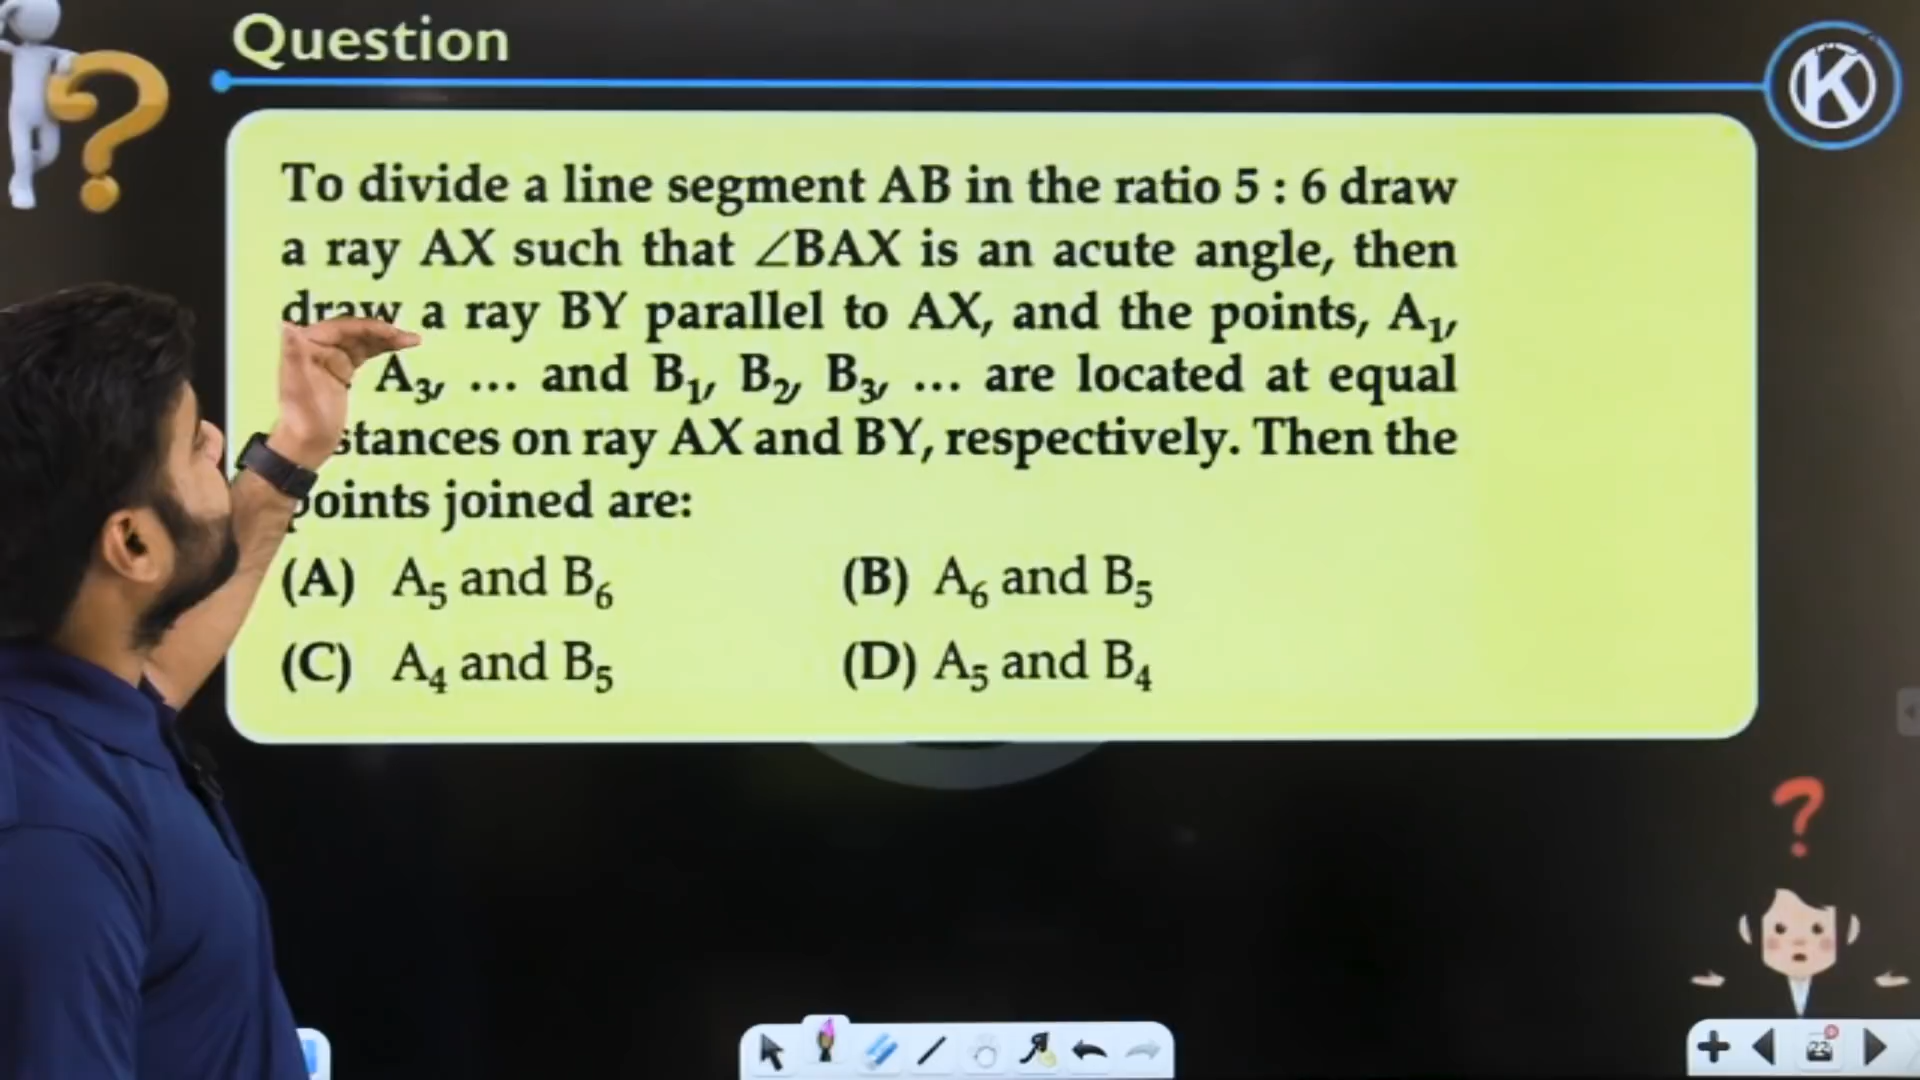 Question
K
To divide a line segment AB in the ratio 5 : 6 draw
a ray AX such that ∠BAX is an acute angle, then
draw a ray BY parallel to AX, and the points, A₁,
A₃, ... and B₁, B₂, B₃, ... are located at equal
stances on ray AX and BY, respectively. Then the
points joined are:
(A) A₅ and B₆ (B) A₆ and B₅
(C) A₄ and B₅ (D) A₅ and B₄
22